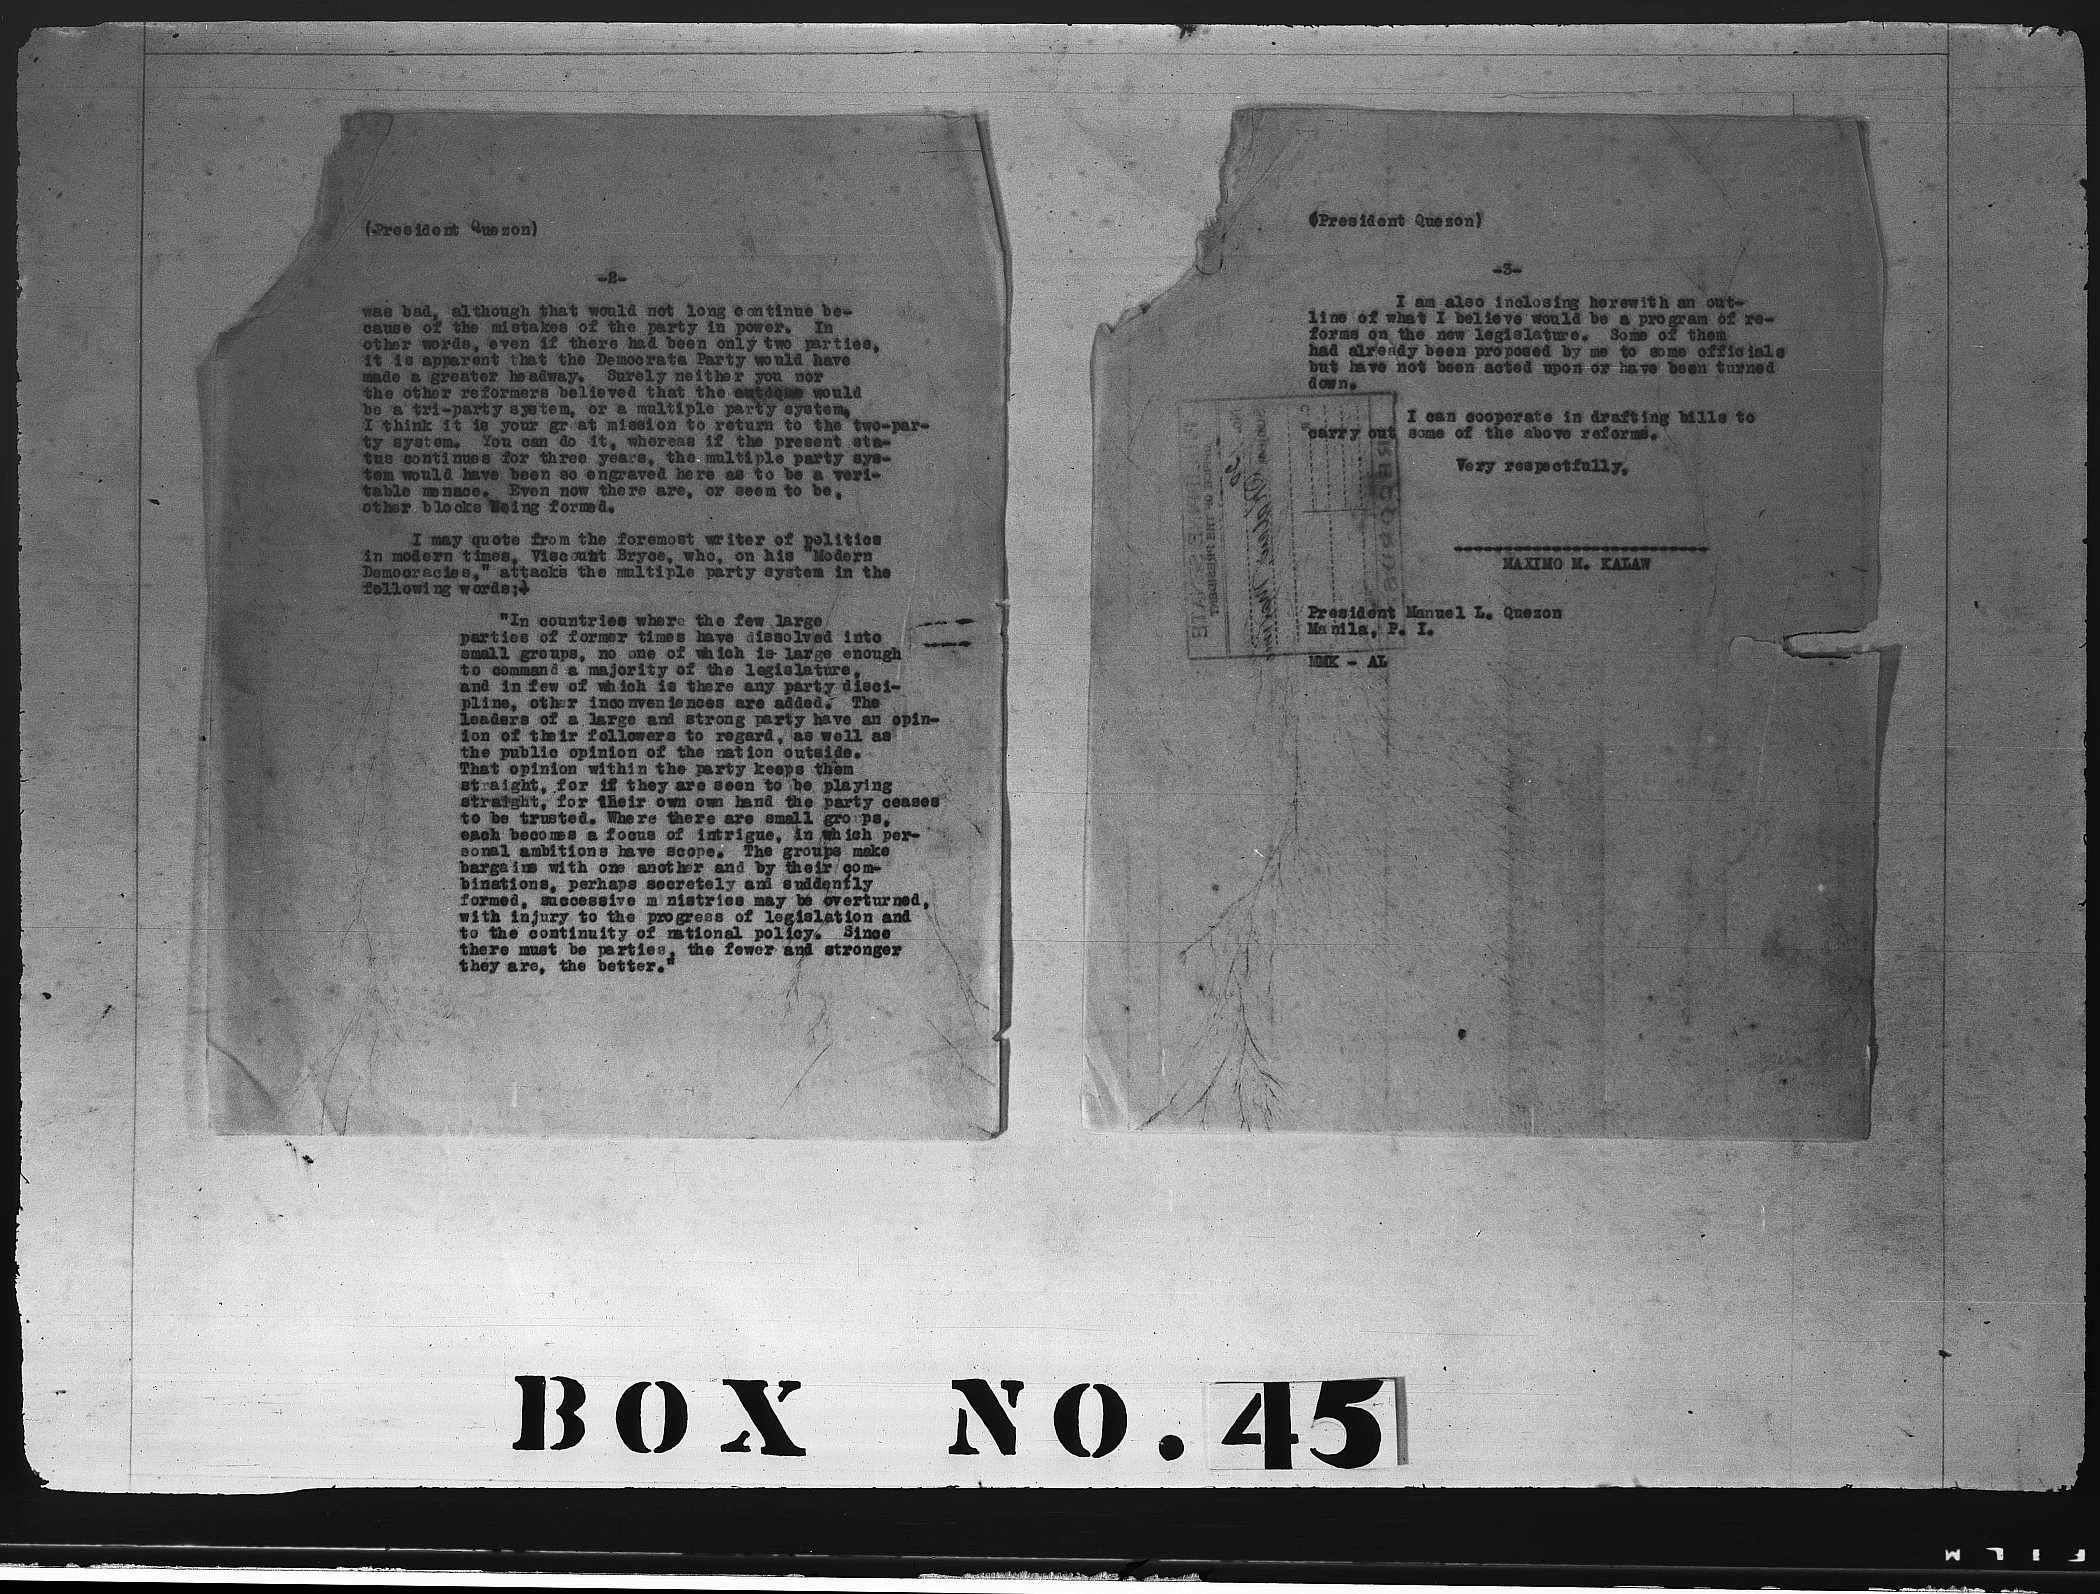 (President Quezon)
-2-
was bad, although that would not long continue be-
cause of the mistakes of the party in power. In
other words, even if there had been only two parties,
it is apparent that the Democrata Party would have
made a greater headway. Surely neither you nor
the other reformers believed that the would
be a tri-party system, or a multiple party system,
I think it is your gr at mission to return to the two-par-
ty system. You can do it, whereas if the present sta-
tus continues for three years, the multiple party sys-
tem would have been so engraved here as to be a veri-
table menace. Even now there are, or seem to be,
other blocks being formed.
I may quote from the foremost writer of politics
in modern times, Viscount Bryce, who, on his "Modern
Democracies," attacks the multiple party system in the
following words;
"In countries where the few large
parties of former times have dissolved into
small groups, no one of which is large enough
to command a majority of the legislature,
and in few of which is there any party disci-
pline, other inconveniences are added. The
leaders of a large and strong party have an opin-
ion of their followers to regard, as well as
the public opinion of the nation outside.
That opinion within the party keeps them
straight, for if they are seen to be playing
straight, for their own own hand the party ceases
to be trusted. Where there are small groups,
each becomes a focus of intrigue, in which per-
sonal ambitions have scope. The groups make
bargains with one another and by their com-
binations, perhaps secretely and suddently
formed, successive m nistries may be overturned,
with injury to the progress of legislation and
to the continuity of national policy. Since
there must be parties, the fewer and stronger
they are, the better."
(President Quezon)
-3-
I am also inclosing herewith an out-
line of what I believe would be a program of re-
forms on the new legislature. Some of them
had already been proposed by me to some officials
but have not been acted upon or have been turned
down.
I can cooperate in drafting bills to
carry out some of the above reforms.
Very respectfully,
MAXIMO M. KALAW
President Manuel L. Quezon
Manila, P. I.
MMK - AL
BOX NO. 45
FILM